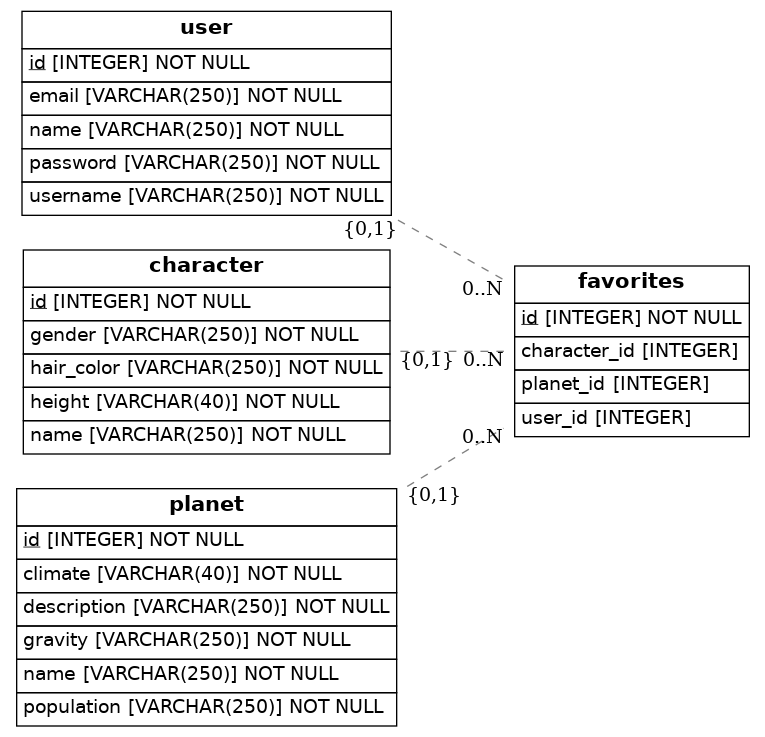 user
id [INTEGER] NOT NULL
email [VARCHAR(250)] NOT NULL
name [VARCHAR(250)] NOT NULL
password [VARCHAR(250)] NOT NULL
username [VARCHAR(250)] NOT NULL
{0,1}
0..N
character
id [INTEGER] NOT NULL
gender [VARCHAR(250)] NOT NULL
hair_color [VARCHAR(250)] NOT NULL
height [VARCHAR(40)] NOT NULL
name [VARCHAR(250)] NOT NULL
{0,1} 0..N
favorites
id [INTEGER] NOT NULL
character_id [INTEGER]
planet_id [INTEGER]
user_id [INTEGER]
0..N
{0,1}
planet
id [INTEGER] NOT NULL
climate [VARCHAR(40)] NOT NULL
description [VARCHAR(250)] NOT NULL
gravity [VARCHAR(250)] NOT NULL
name [VARCHAR(250)] NOT NULL
population [VARCHAR(250)] NOT NULL